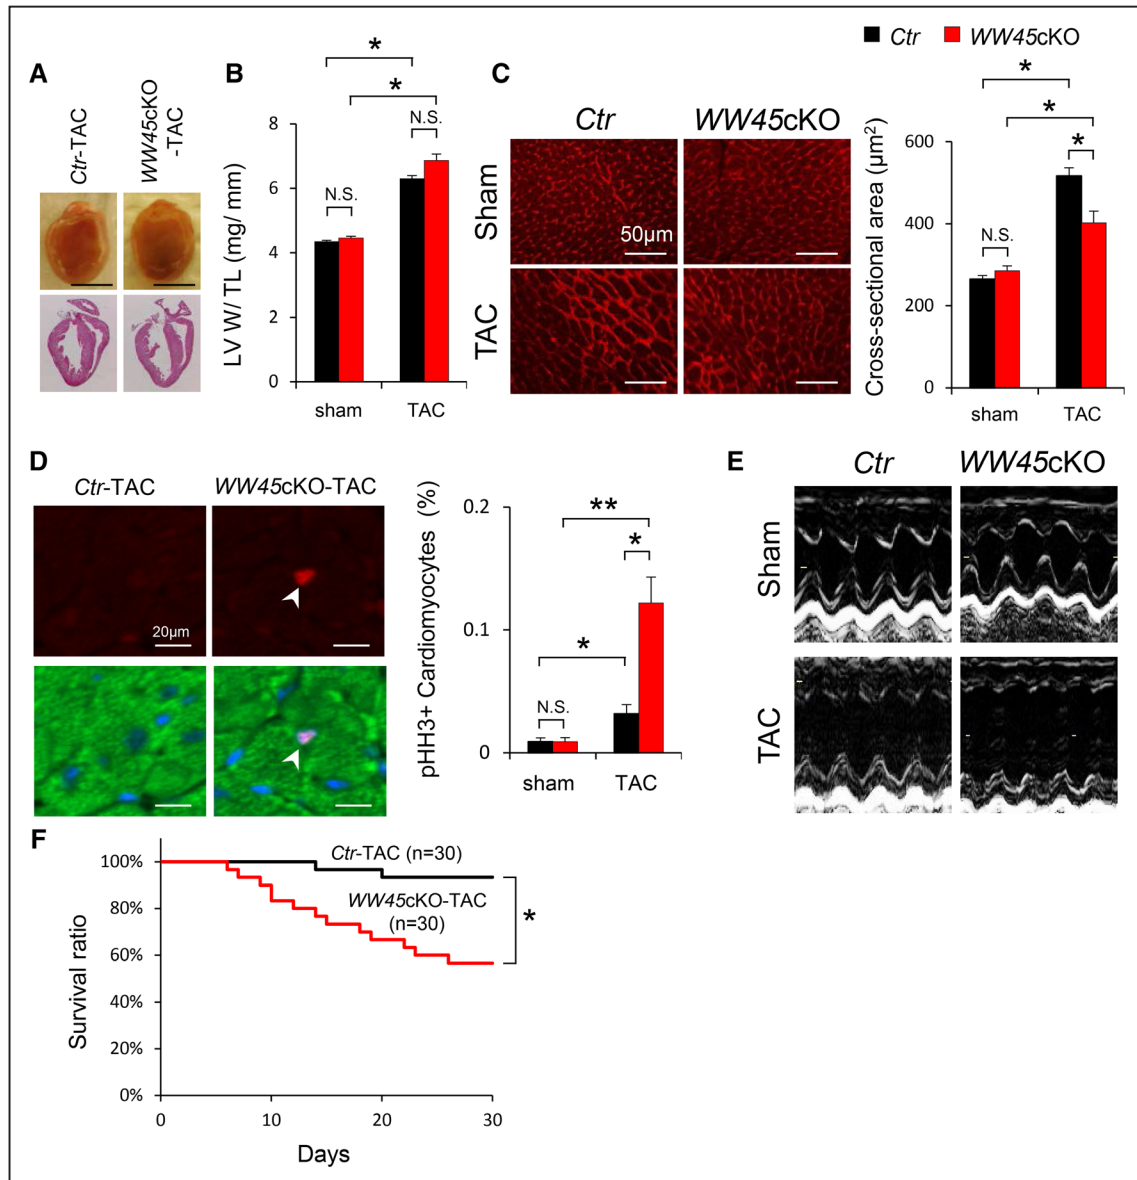 Ctr WW45cKO
A
Ctr-TAC
WW45cKO
-TAC
B
LV W/ TL (mg/ mm)
8
6
4
2
0
*
*
N.S.
N.S.
sham TAC
C
Ctr WW45cKO
Sham
TAC
50µm
Cross-sectional area (µm²)
600
400
200
0
*
*
*
N.S.
sham TAC
D
Ctr-TAC WW45cKO-TAC
20µm
pHH3+ Cardiomyocytes (%)
0.2
0.1
0
**
*
*
N.S.
sham TAC
E
Ctr WW45cKO
Sham
TAC
F
Survival ratio
100%
80%
60%
40%
20%
0%
Ctr-TAC (n=30)
WW45cKO-TAC
(n=30)
*
0 10 20 30
Days